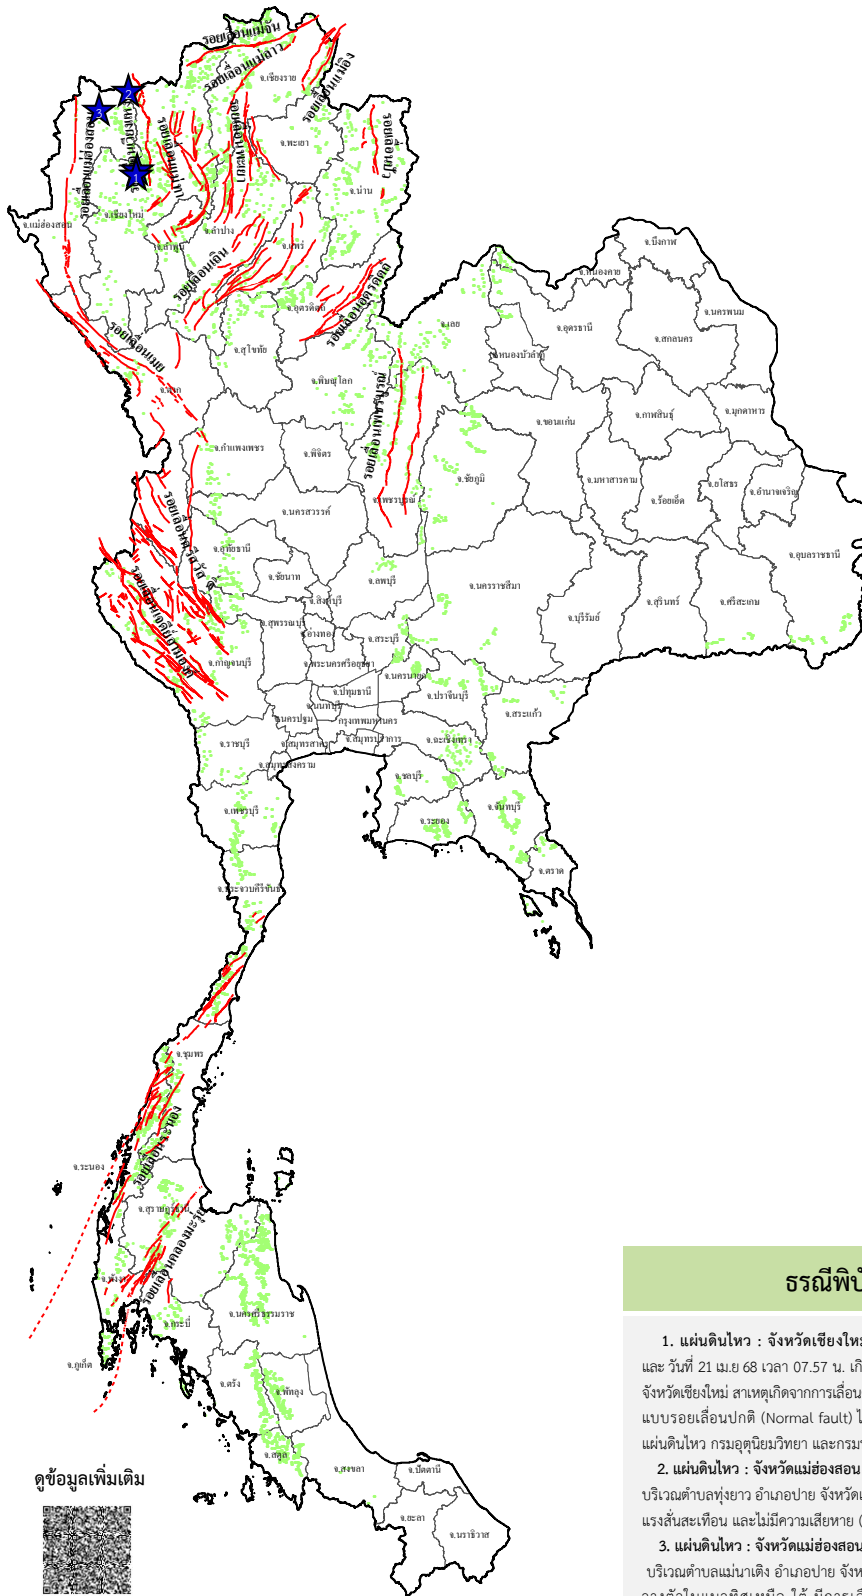 รอยเลื่อนแม่จัน
รอยเลื่อนแม่ลาว
จ.เชียงราย
รอยเลื่อนแม่อิง
2
3
1
รอยเลื่อนแม่ฮ่องสอน
รอยเลื่อนแม่ทา
รอยเลื่อนพะเยา
จ.พะเยา
รอยเลื่อนปัว
จ.น่าน
จ.เชียงใหม่
จ.แม่ฮ่องสอน
จ.ลำปาง
จ.ลำพูน
จ.แพร่
รอยเลื่อนเถิน
จ.อุตรดิตถ์
รอยเลื่อนอุตรดิตถ์
จ.บึงกาฬ
จ.หนองคาย
จ.นครพนม
จ.เลย
จ.อุดรธานี
จ.สกลนคร
จ.หนองบัวลำภู
รอยเลื่อนเมย
จ.สุโขทัย
จ.ตาก
จ.พิษณุโลก
รอยเลื่อนเพชรบูรณ์
จ.ขอนแก่น
จ.กาฬสินธุ์
จ.มุกดาหาร
จ.กำแพงเพชร
จ.พิจิตร
จ.ชัยภูมิ
จ.มหาสารคาม
จ.ร้อยเอ็ด
จ.ยโสธร
จ.อำนาจเจริญ
จ.เพชรบูรณ์
จ.นครสวรรค์
จ.อุทัยธานี
จ.อุบลราชธานี
จ.ชัยนาท
จ.ลพบุรี
จ.นครราชสีมา
จ.บุรีรัมย์
จ.สุรินทร์
จ.ศรีสะเกษ
รอยเลื่อนเจดีย์สามองค์
จ.สิงห์บุรี
จ.สุพรรณบุรี
จ.อ่างทอง
จ.สระบุรี
จ.กาญจนบุรี
จ.พระนครศรีอยุธยา
จ.นครนายก
จ.ปทุมธานี
จ.ปราจีนบุรี
จ.นนทบุรี
จ.สระแก้ว
จ.นครปฐม
กรุงเทพมหานคร
จ.ราชบุรี
จ.สมุทรสาคร
จ.สมุทรปราการ
จ.ฉะเชิงเทรา
จ.สมุทรสงคราม
จ.ชลบุรี
จ.เพชรบุรี
จ.ระยอง
จ.จันทบุรี
จ.ตราด
จ.ประจวบคีรีขันธ์
จ.ชุมพร
รอยเลื่อนระนอง
จ.ระนอง
จ.สุราษฎร์ธานี
รอยเลื่อนคลองมะรุ่ย
จ.พังงา
จ.กระบี่
จ.นครศรีธรรมราช
จ.ภูเก็ต
จ.ตรัง
จ.พัทลุง
จ.สตูล
จ.สงขลา
จ.ปัตตานี
จ.ยะลา
จ.นราธิวาส
ดูข้อมูลเพิ่มเติม
ธรณีพิบั
1. แผ่นดินไหว : จังหวัดเชียงใหม่
และ วันที่ 21 เม.ย 68 เวลา 07.57 น. เกิ
จังหวัดเชียงใหม่ สาเหตุเกิดจากการเลื่อน
แบบรอยเลื่อนปกติ (Normal fault) ไ
แผ่นดินไหว กรมอุตุนิยมวิทยา และกรมท
2. แผ่นดินไหว : จังหวัดแม่ฮ่องสอน
บริเวณตำบลทุ่งยาว อำเภอปาย จังหวัดแ
แรงสั่นสะเทือน และไม่มีความเสียหาย (
3. แผ่นดินไหว : จังหวัดแม่ฮ่องสอน
บริเวณตำบลแม่นาเติง อำเภอปาย จังห